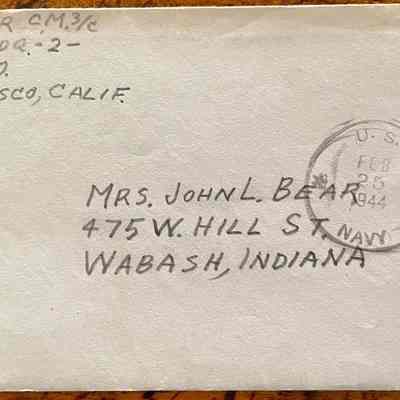 R C.M. 3/c
DR. -2-
O.
SCO, CALIF.
U.S.
FEB
25
1944
NAVY
MRS. JOHN L. BEAR
475 W. HILL ST.
WABASH, INDIANA